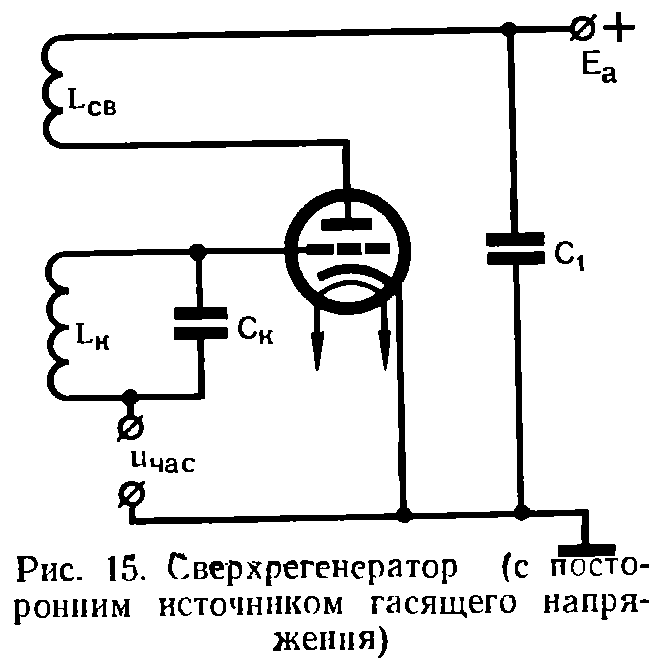 +
Eа
Lсв
C₁
Lк
Cк
uчас
Рис. 15. Сверхрегенератор (с посто-
ронним источником гасящего напря-
жения)